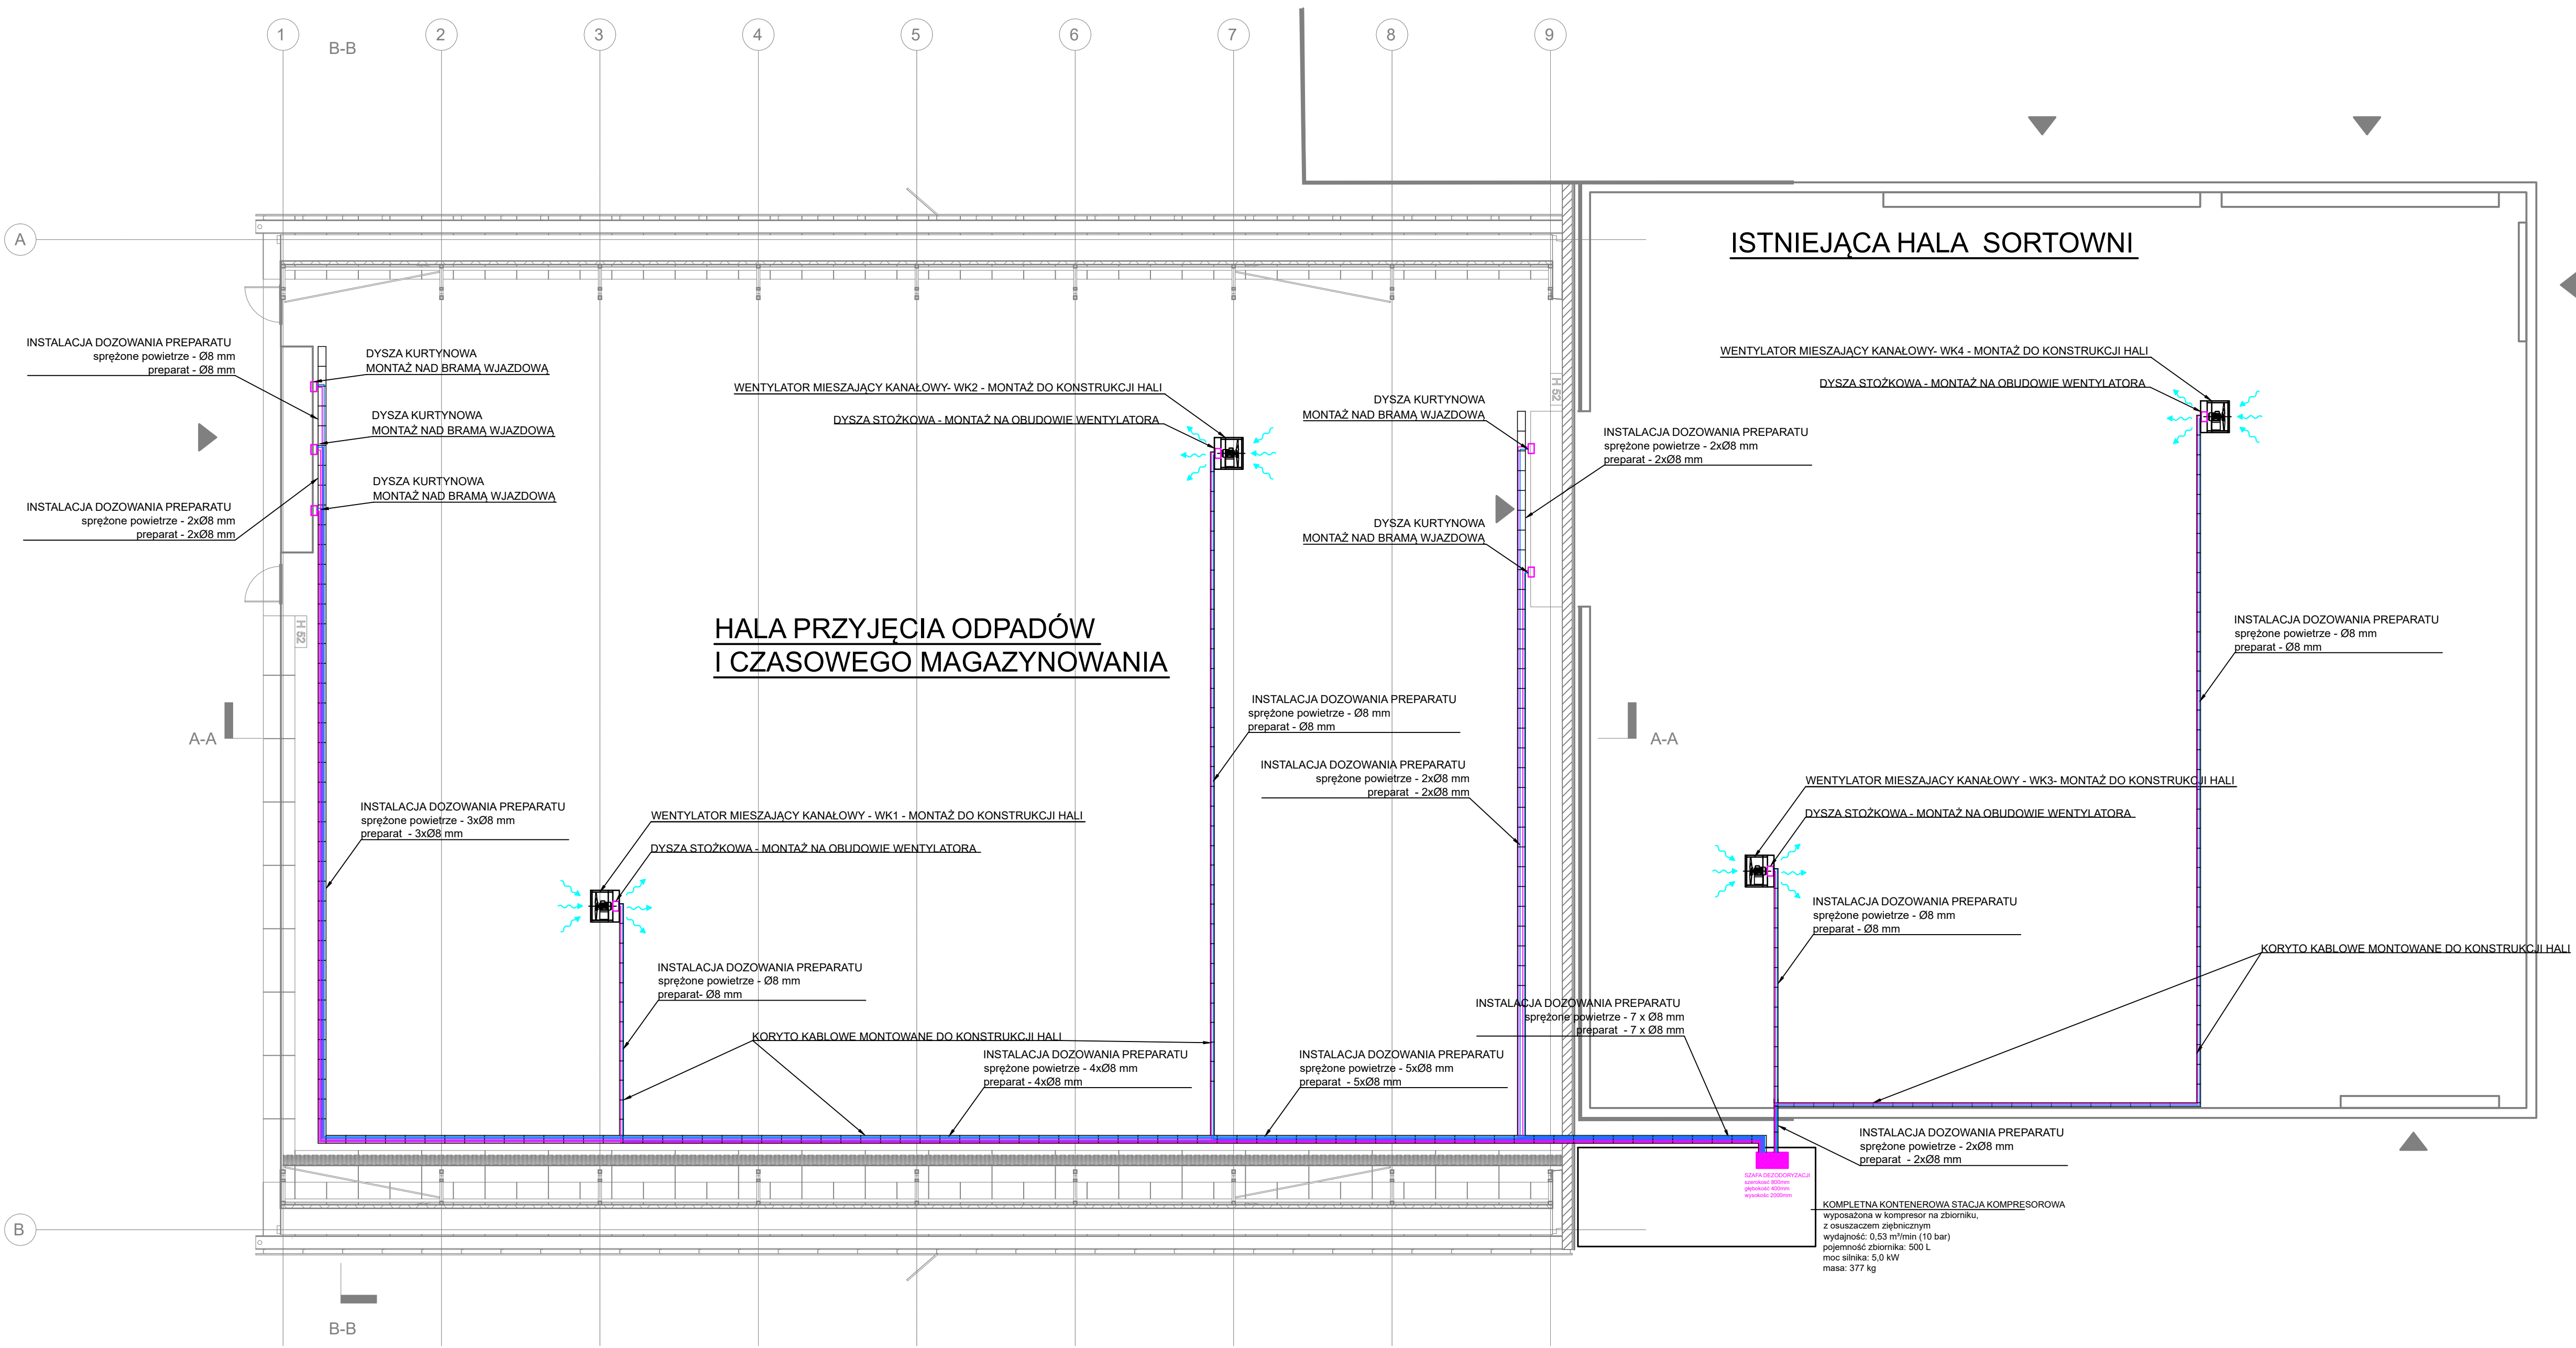 1
2
3
4
5
6
7
8
9
B-B
A
ISTNIEJĄCA HALA SORTOWNI
INSTALACJA DOZOWANIA PREPARATU
sprężone powietrze - Ø8 mm
preparat - Ø8 mm
DYSZA KURTYNOWA
MONTAŻ NAD BRAMĄ WJAZDOWĄ
DYSZA KURTYNOWA
MONTAŻ NAD BRAMĄ WJAZDOWĄ
DYSZA KURTYNOWA
MONTAŻ NAD BRAMĄ WJAZDOWĄ
INSTALACJA DOZOWANIA PREPARATU
sprężone powietrze - 2xØ8 mm
preparat - 2xØ8 mm
WENTYLATOR MIESZAJĄCY KANAŁOWY- WK2 - MONTAŻ DO KONSTRUKCJI HALI
DYSZA STOŻKOWA - MONTAŻ NA OBUDOWIE WENTYLATORA
DYSZA KURTYNOWA
MONTAŻ NAD BRAMĄ WJAZDOWĄ
DYSZA KURTYNOWA
MONTAŻ NAD BRAMĄ WJAZDOWĄ
H 52
INSTALACJA DOZOWANIA PREPARATU
sprężone powietrze - 2xØ8 mm
preparat - 2xØ8 mm
WENTYLATOR MIESZAJĄCY KANAŁOWY- WK4 - MONTAŻ DO KONSTRUKCJI HALI
DYSZA STOŻKOWA - MONTAŻ NA OBUDOWIE WENTYLATORA
H 52
HALA PRZYJĘCIA ODPADÓW
I CZASOWEGO MAGAZYNOWANIA
INSTALACJA DOZOWANIA PREPARATU
sprężone powietrze - Ø8 mm
preparat - Ø8 mm
INSTALACJA DOZOWANIA PREPARATU
sprężone powietrze - Ø8 mm
preparat - Ø8 mm
A-A
A-A
INSTALACJA DOZOWANIA PREPARATU
sprężone powietrze - 2xØ8 mm
preparat - 2xØ8 mm
WENTYLATOR MIESZAJACY KANAŁOWY - WK3- MONTAŻ DO KONSTRUKCJI HALI
DYSZA STOŻKOWA - MONTAŻ NA OBUDOWIE WENTYLATORA
INSTALACJA DOZOWANIA PREPARATU
sprężone powietrze - 3xØ8 mm
preparat - 3xØ8 mm
WENTYLATOR MIESZAJĄCY KANAŁOWY - WK1 - MONTAŻ DO KONSTRUKCJI HALI
DYSZA STOŻKOWA - MONTAŻ NA OBUDOWIE WENTYLATORA
INSTALACJA DOZOWANIA PREPARATU
sprężone powietrze - Ø8 mm
preparat - Ø8 mm
KORYTO KABLOWE MONTOWANE DO KONSTRUKCJI HALI
INSTALACJA DOZOWANIA PREPARATU
sprężone powietrze - Ø8 mm
preparat- Ø8 mm
INSTALACJA DOZOWANIA PREPARATU
sprężone powietrze - 7 x Ø8 mm
preparat - 7 x Ø8 mm
KORYTO KABLOWE MONTOWANE DO KONSTRUKCJI HALI
INSTALACJA DOZOWANIA PREPARATU
sprężone powietrze - 4xØ8 mm
preparat - 4xØ8 mm
INSTALACJA DOZOWANIA PREPARATU
sprężone powietrze - 5xØ8 mm
preparat - 5xØ8 mm
INSTALACJA DOZOWANIA PREPARATU
sprężone powietrze - 2xØ8 mm
preparat - 2xØ8 mm
SZAFA DEZODORYZACJI
szerokość 800mm
głębokość 400mm
wysokość 2000mm
KOMPLETNA KONTENEROWA STACJA KOMPRESOROWA
wyposażona w kompresor na zbiorniku,
z osuszaczem ziębnicznym
wydajność: 0,53 m³/min (10 bar)
pojemność zbiornika: 500 L
moc silnika: 5,0 kW
masa: 377 kg
B
B-B